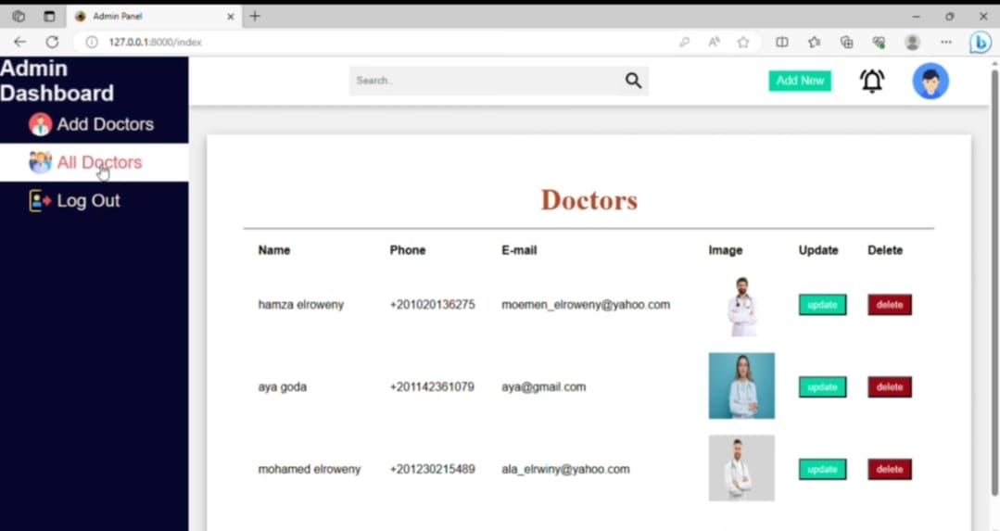 Admin Panel
127.0.0.1:8000/index
Admin
Dashboard
Search..
Add New
Add Doctors
All Doctors
Log Out
Doctors
Name Phone E-mail Image Update Delete
hamza elroweny +201020136275 moemen_elroweny@yahoo.com update delete
aya goda +201142361079 aya@gmail.com update delete
mohamed elroweny +201230215489 ala_elrwiny@yahoo.com update delete